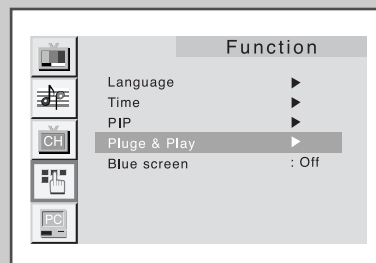 Function
Language ▶
Time ▶
PIP ▶
Pluge & Play ▶
Blue screen : Off
CH
PC